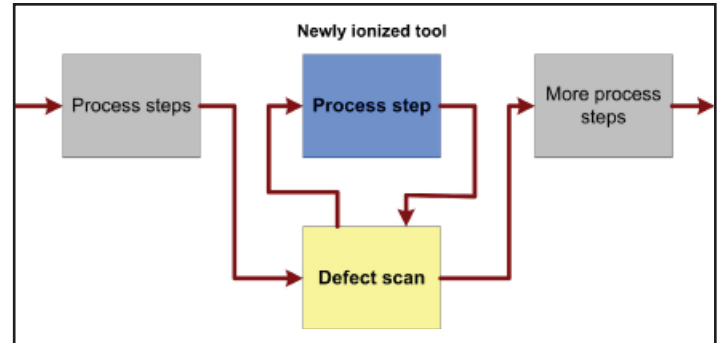 Newly ionized tool
Process steps
Process step
More process
steps
Defect scan